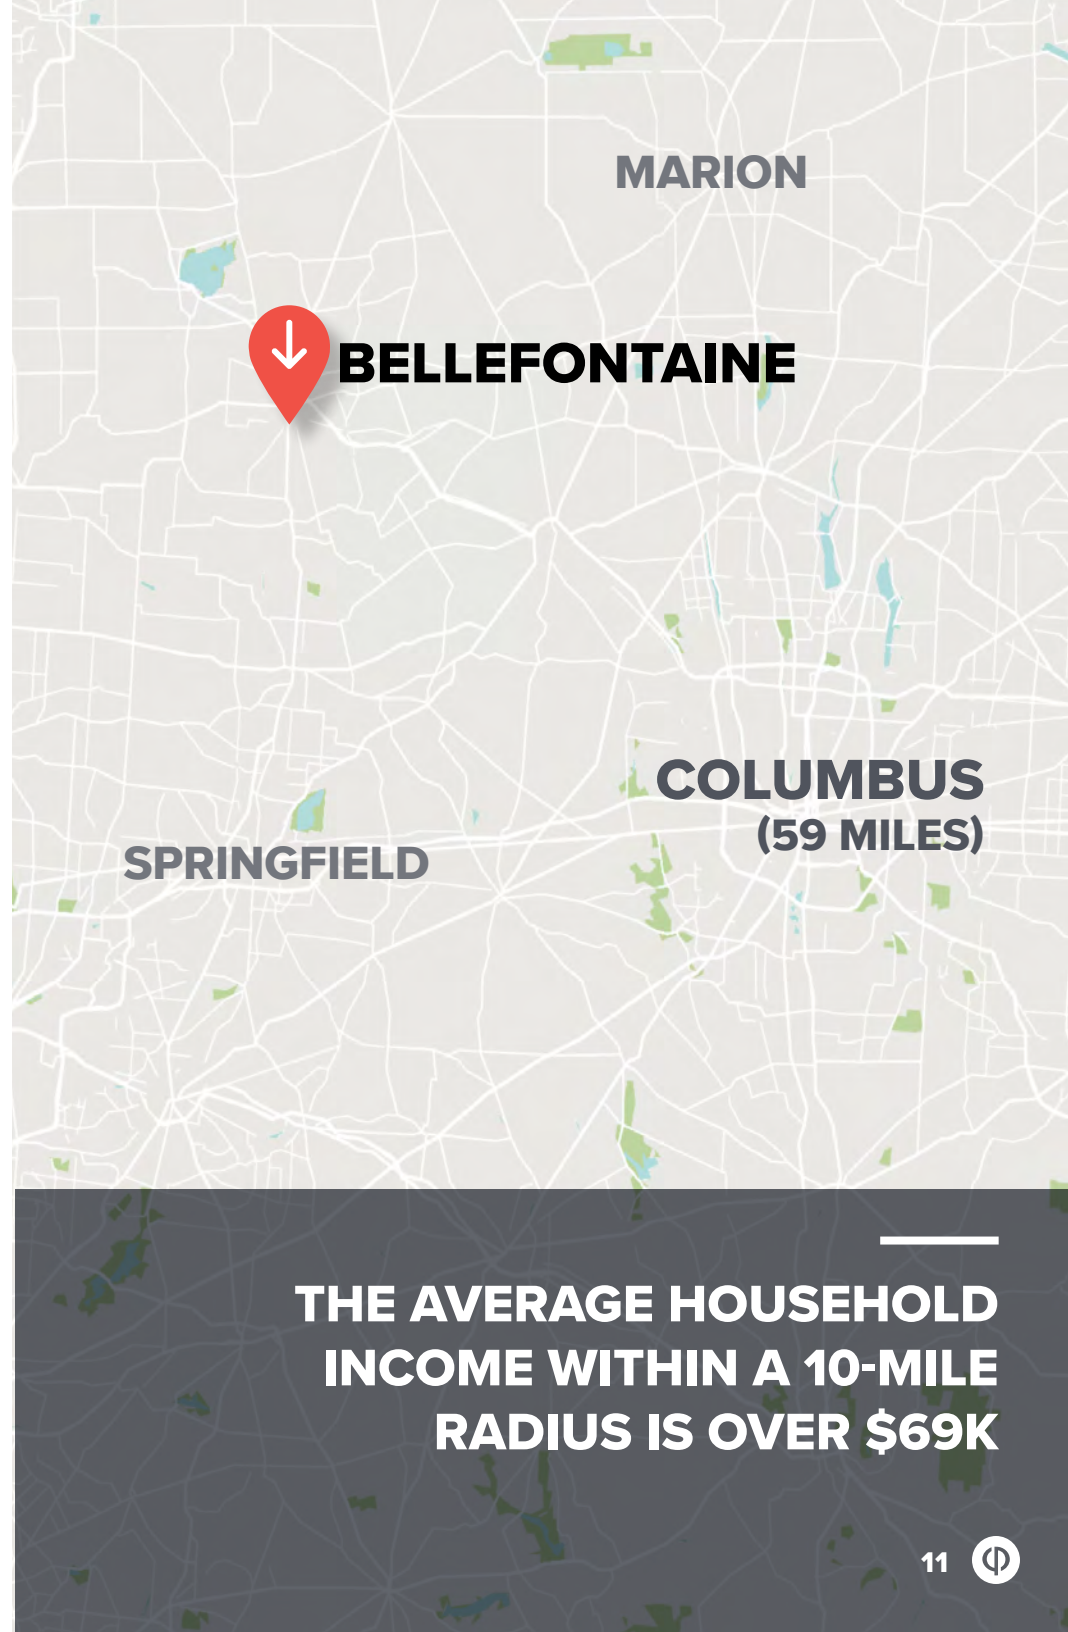 MARION
BELLEFONTAINE
COLUMBUS
(59 MILES)
SPRINGFIELD
THE AVERAGE HOUSEHOLD
INCOME WITHIN A 10-MILE
RADIUS IS OVER $69K
11